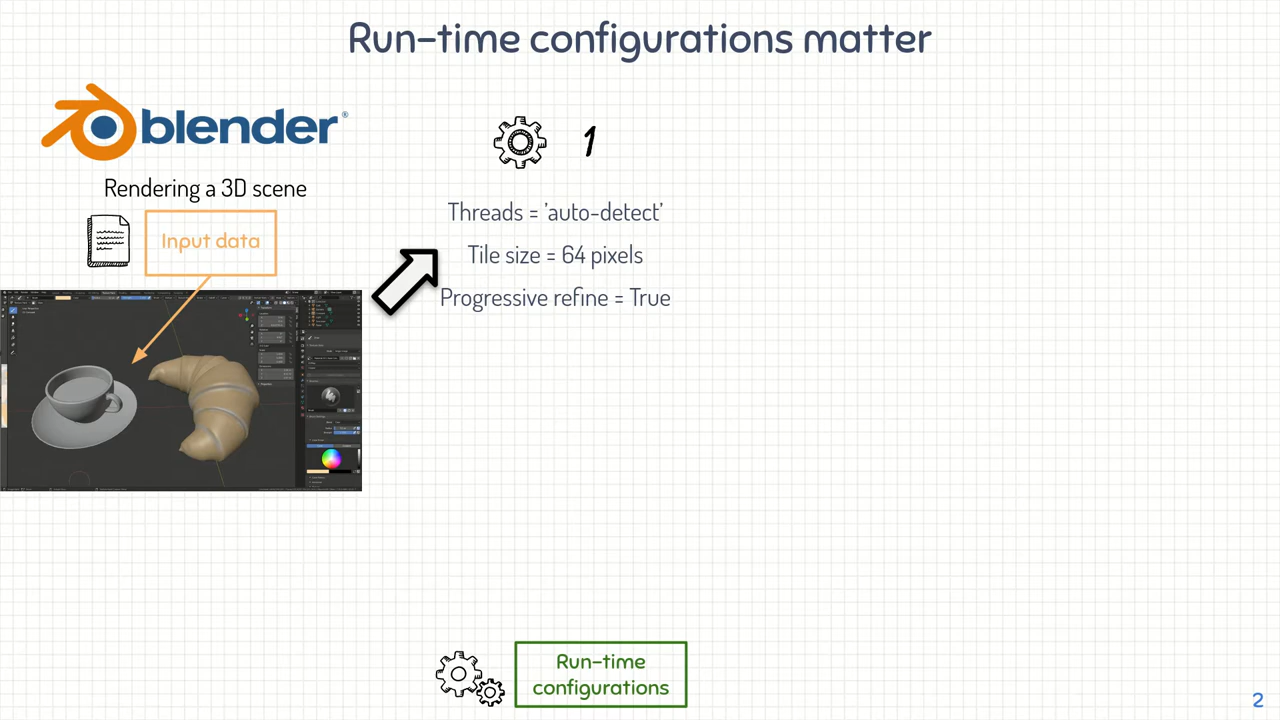 Run-time configurations matter
blender®
1
Rendering a 3D scene
Threads = 'auto-detect'
Input data
Tile size = 64 pixels
Progressive refine = True
Run-time
configurations
2